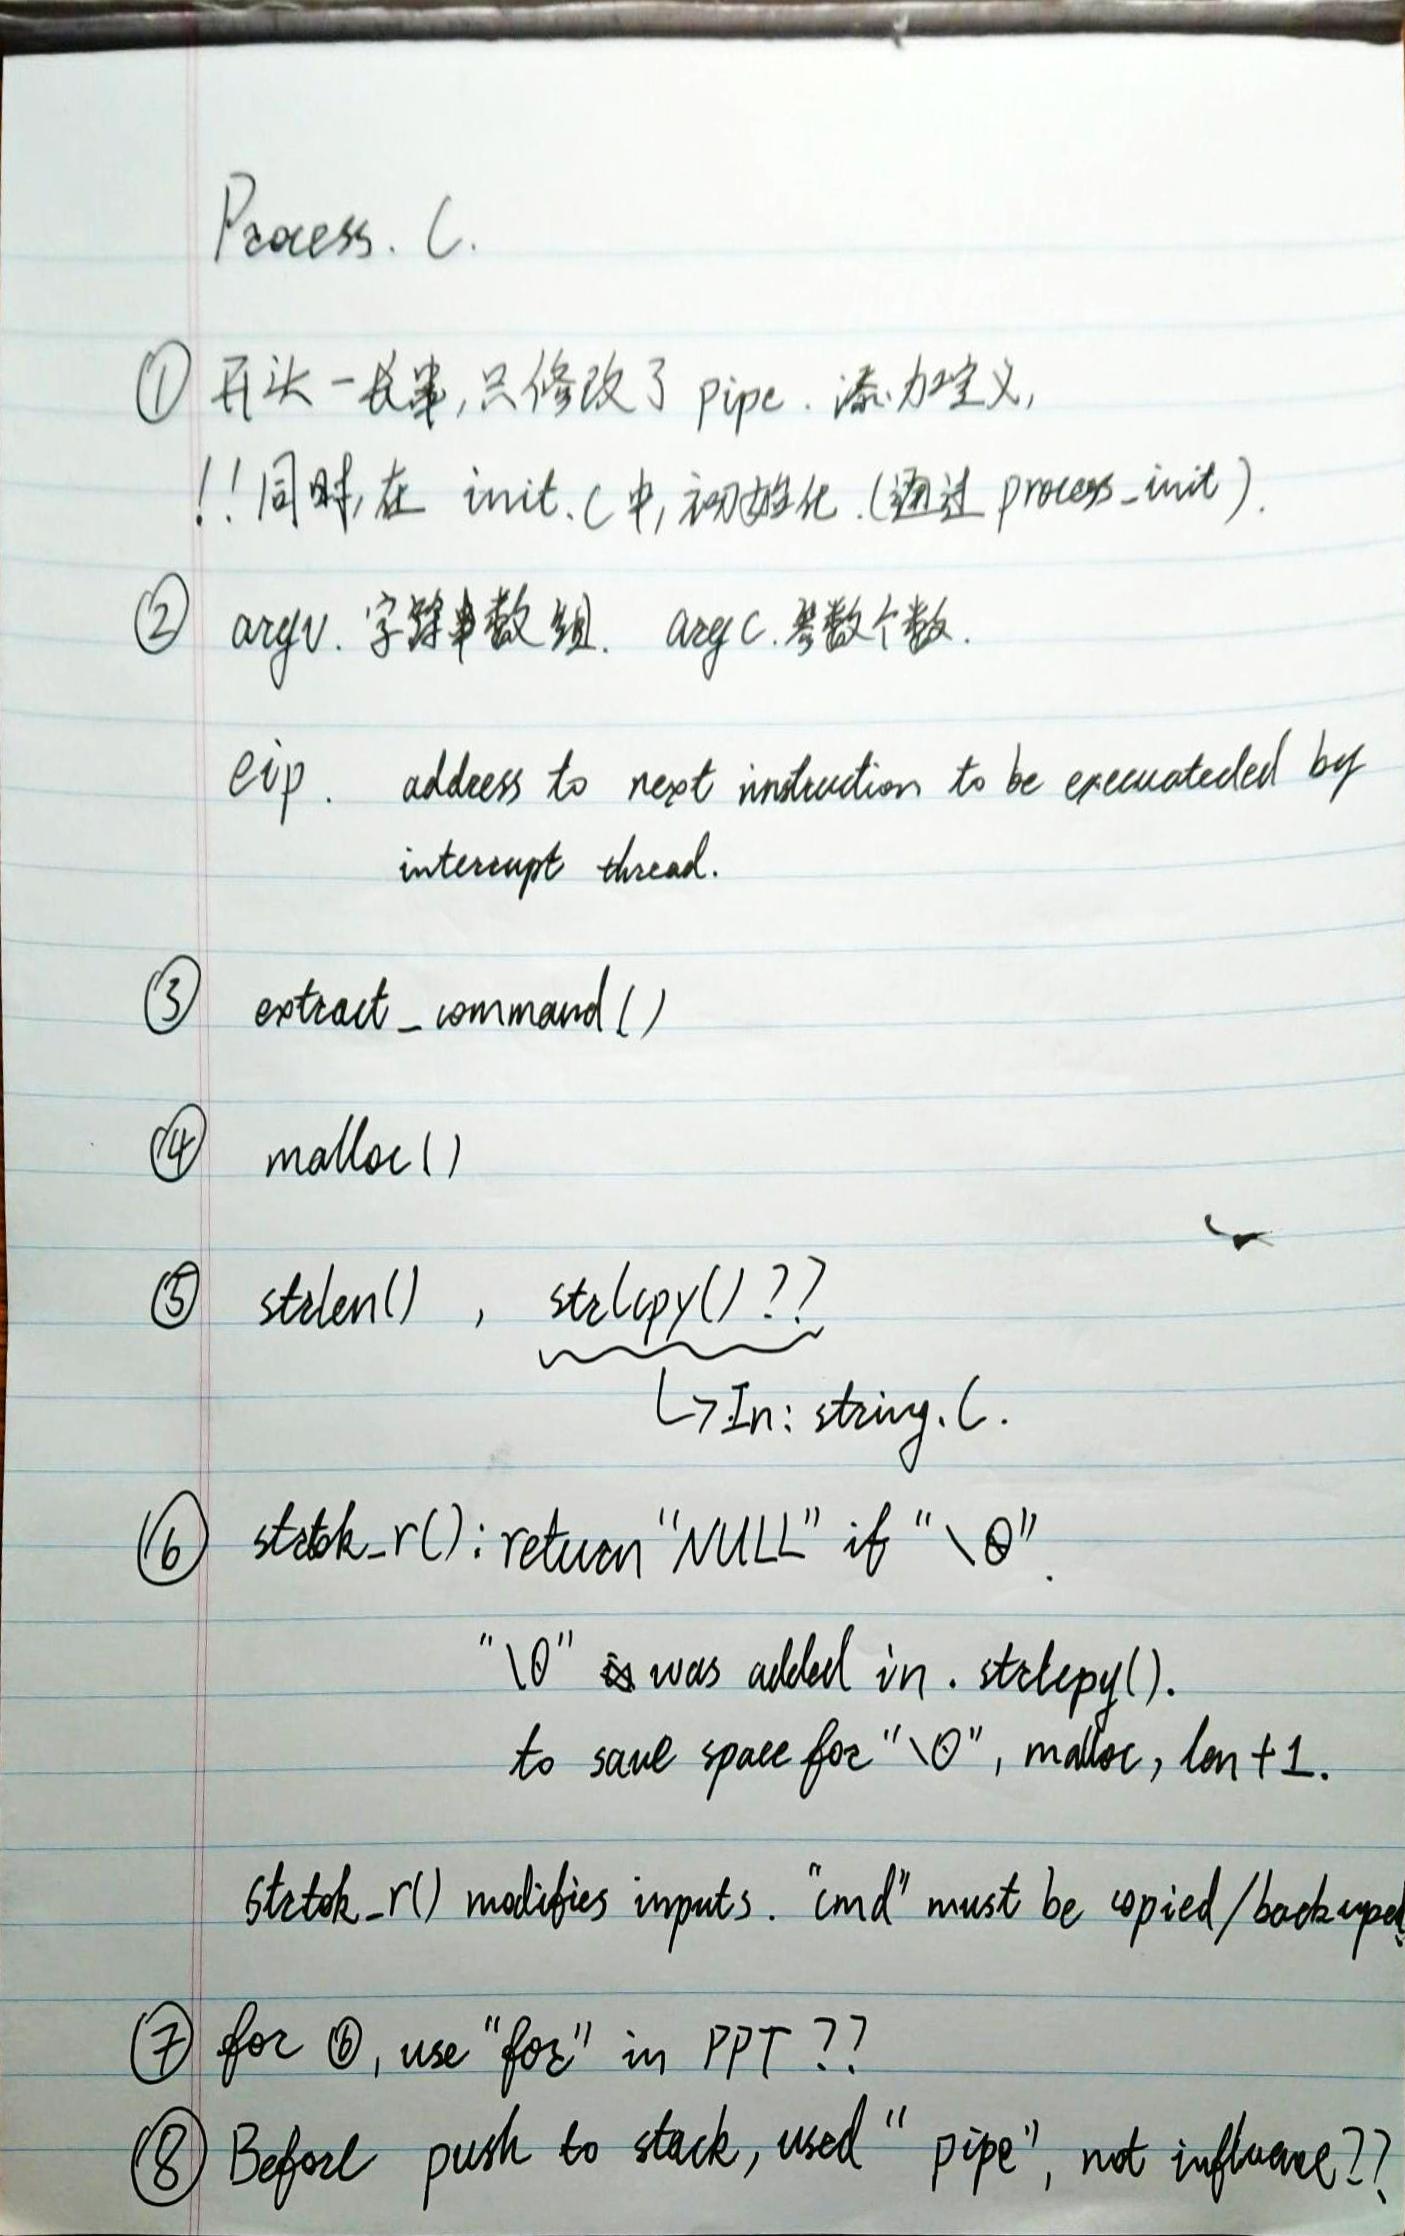 Process. C.
① 开头一长串,只修改了 pipe. 添加定义,
!!同时,在 init.C中,初始化.(通过 process_init).
② argv. 字符串数组. argc.参数个数.
eip. address to next instruction to be execuateded by
interrupt thread.
③ extract_command()
④ malloc()
⑤ strlen() , strlcpy()??
↳In: string.C.
⑥ strtok_r(): return "NULL" if "\0".
"\0" was added in. strlcpy().
to save space for "\0", malloc, len+1.
strtok_r() modifies inputs. "cmd" must be copied/backuped.
⑦ for ⑥, use "for" in PPT??
⑧ Before push to stack, used "pipe", not influence??